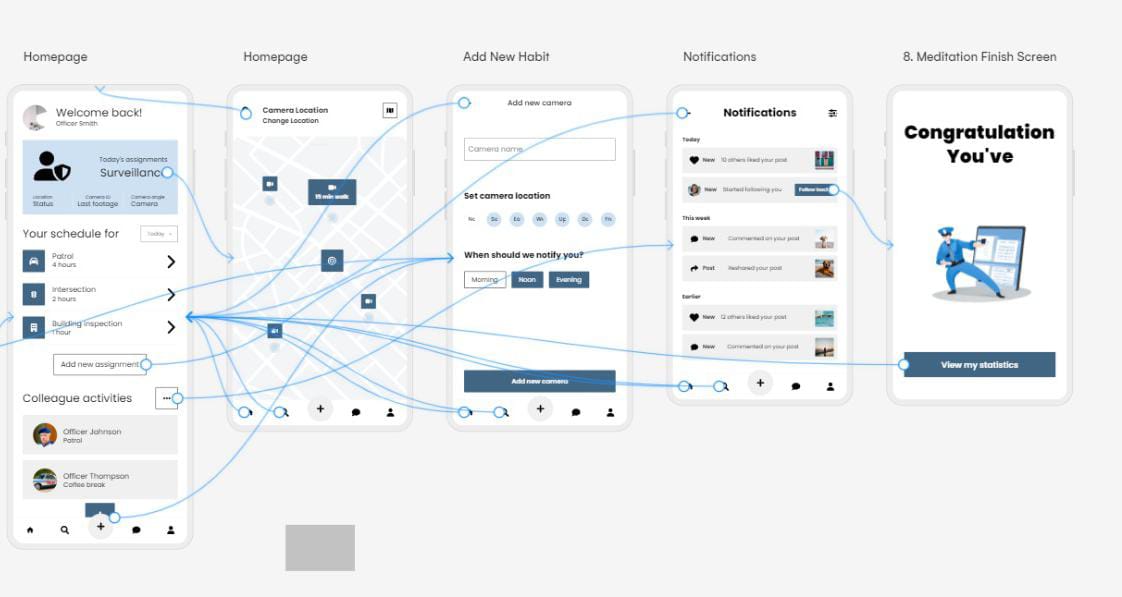 Homepage
Homepage
Add New Habit
Notifications
8. Meditation Finish Screen
Welcome back!
Officer Smith
Today's assignments
Surveillanc
Location
Status
Camera ID
Last footage
Camera angle
Camera
Your schedule for
Today
Patrol
4 hours
Intersection
2 hours
Building inspection
1 hour
Add new assignment
Colleague activities
Officer Johnson
Patrol
Officer Thompson
Coffee break
Camera Location
Change Location
15 min walk
Add new camera
Camera name
Set camera location
No
So
Ea
We
Up
Do
Yn
When should we notify you?
Morning
Noon
Evening
Add new camera
Notifications
Today
New 10 others liked your post
New Started following you
Follow back
This week
New Commented on your post
Post Reshared your post
Earlier
New 12 others liked your post
New Commented on your post
Congratulation
You've
View my statistics